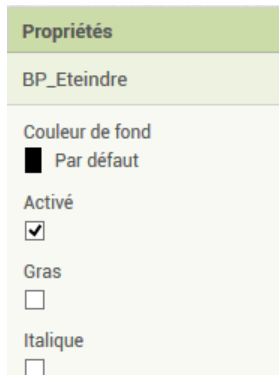 Propriétés
BP_Eteindre
Couleur de fond
Par défaut
Activé
Gras
Italique